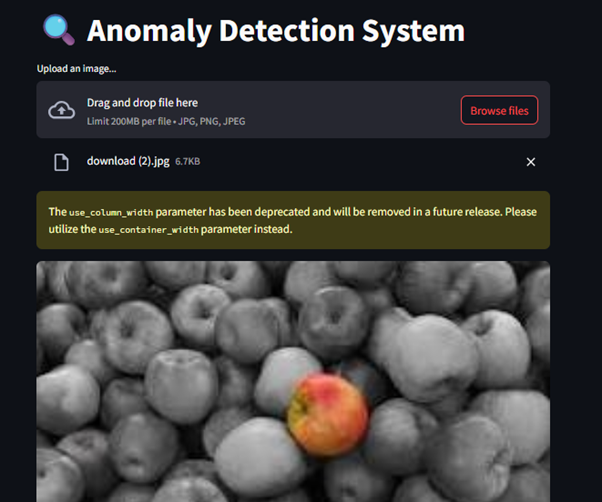 Anomaly Detection System
Upload an image...
Drag and drop file here
Limit 200MB per file • JPG, PNG, JPEG
Browse files
download (2).jpg 6.7KB
The use_column_width parameter has been deprecated and will be removed in a future release. Please
utilize the use_container_width parameter instead.